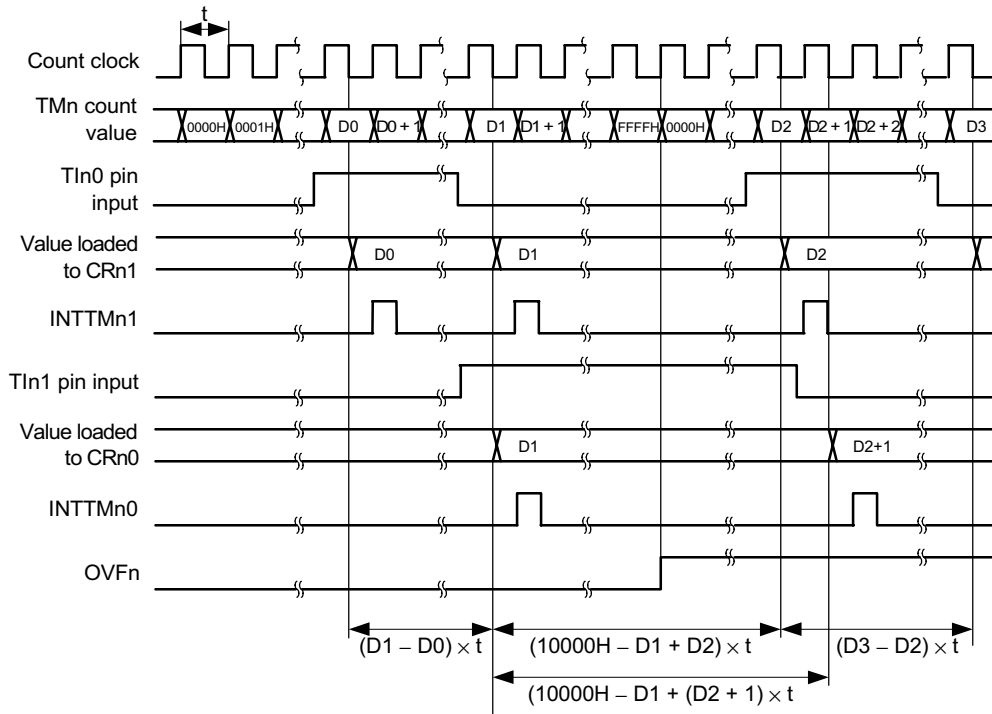 t
Count clock
TMn count
value
0000H 0001H D0 D0 + 1 D1 D1 + 1 FFFFH 0000H D2 D2 + 1 D2 + 2 D3
TIn0 pin
input
Value loaded
to CRn1
D0 D1 D2
INTTMn1
TIn1 pin input
Value loaded
to CRn0
D1 D2+1
INTTMn0
OVFn
(D1 – D0) × t (10000H – D1 + D2) × t (D3 – D2) × t
(10000H – D1 + (D2 + 1) × t